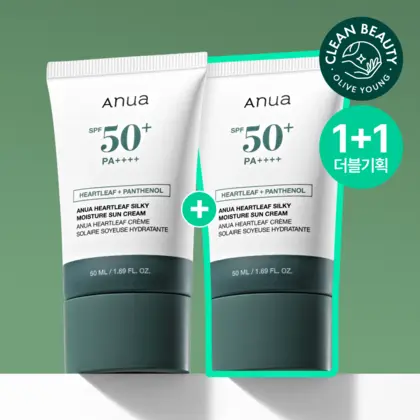 CLEAN BEAUTY
OLIVE YOUNG
1+1
더블기획
Anua
SPF 50+
PA++++
HEARTLEAF + PANTHENOL
ANUA HEARTLEAF SILKY
MOISTURE SUN CREAM
ANUA HEARTLEAF CRÈME
SOLAIRE SOYEUSE HYDRATANTE
50 ML / 1.69 FL. OZ.
+
Anua
SPF 50+
PA++++
HEARTLEAF + PANTHENOL
ANUA HEARTLEAF SILKY
MOISTURE SUN CREAM
ANUA HEARTLEAF CRÈME
SOLAIRE SOYEUSE HYDRATANTE
50 ML / 1.69 FL. OZ.